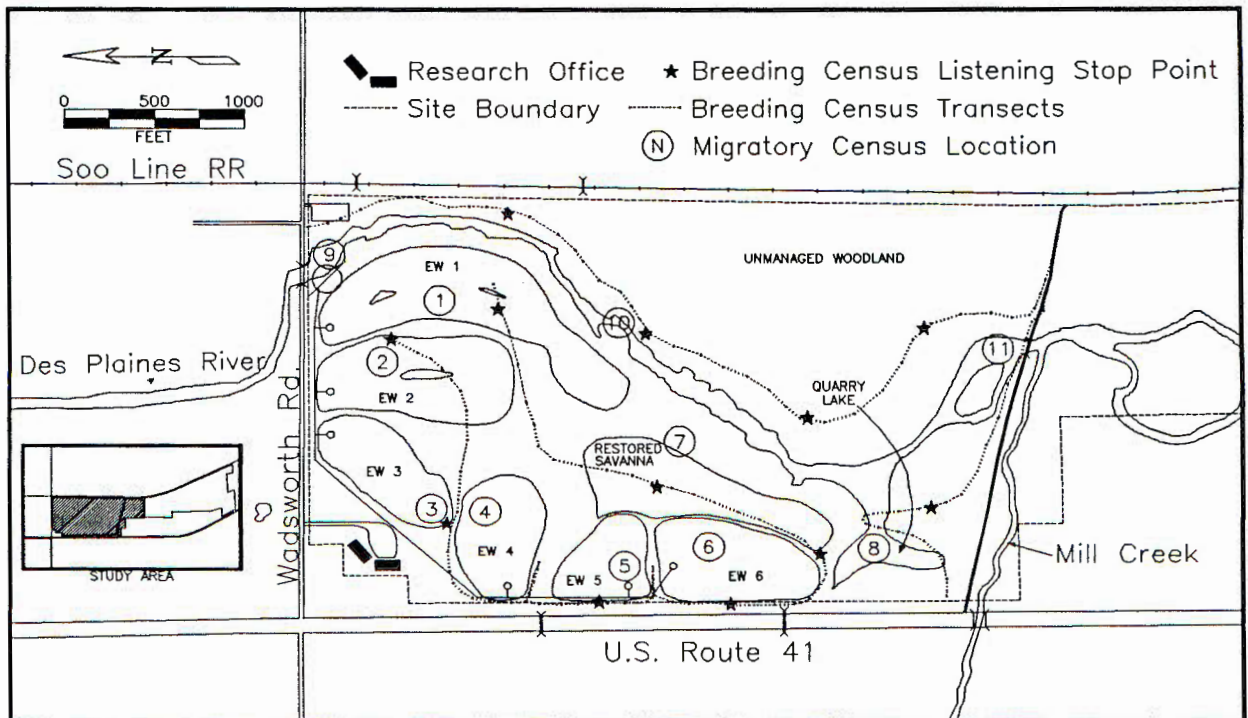 N
0 500 1000
FEET
Research Office
Breeding Census Listening Stop Point
Site Boundary
Breeding Census Transects
N Migratory Census Location
Soo Line RR
9
EW 1
1
UNMANAGED WOODLAND
10
11
Des Plaines River
2
EW 2
QUARRY
LAKE
Wadsworth Rd.
7
RESTORED
SAVANNA
EW 3
3
4
EW 4
5
EW 5
6
EW 6
8
Mill Creek
STUDY AREA
U.S. Route 41